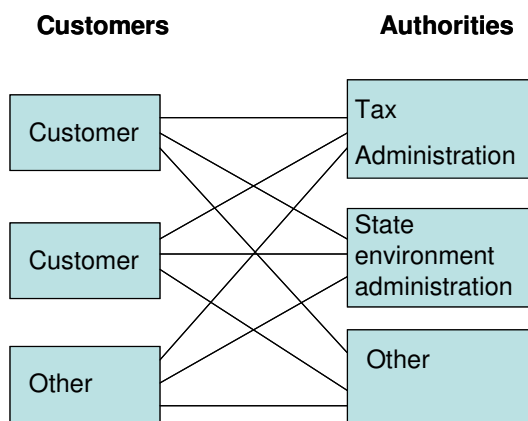 Customers
Authorities
Customer
Tax
Administration
Customer
State
environment
administration
Other
Other